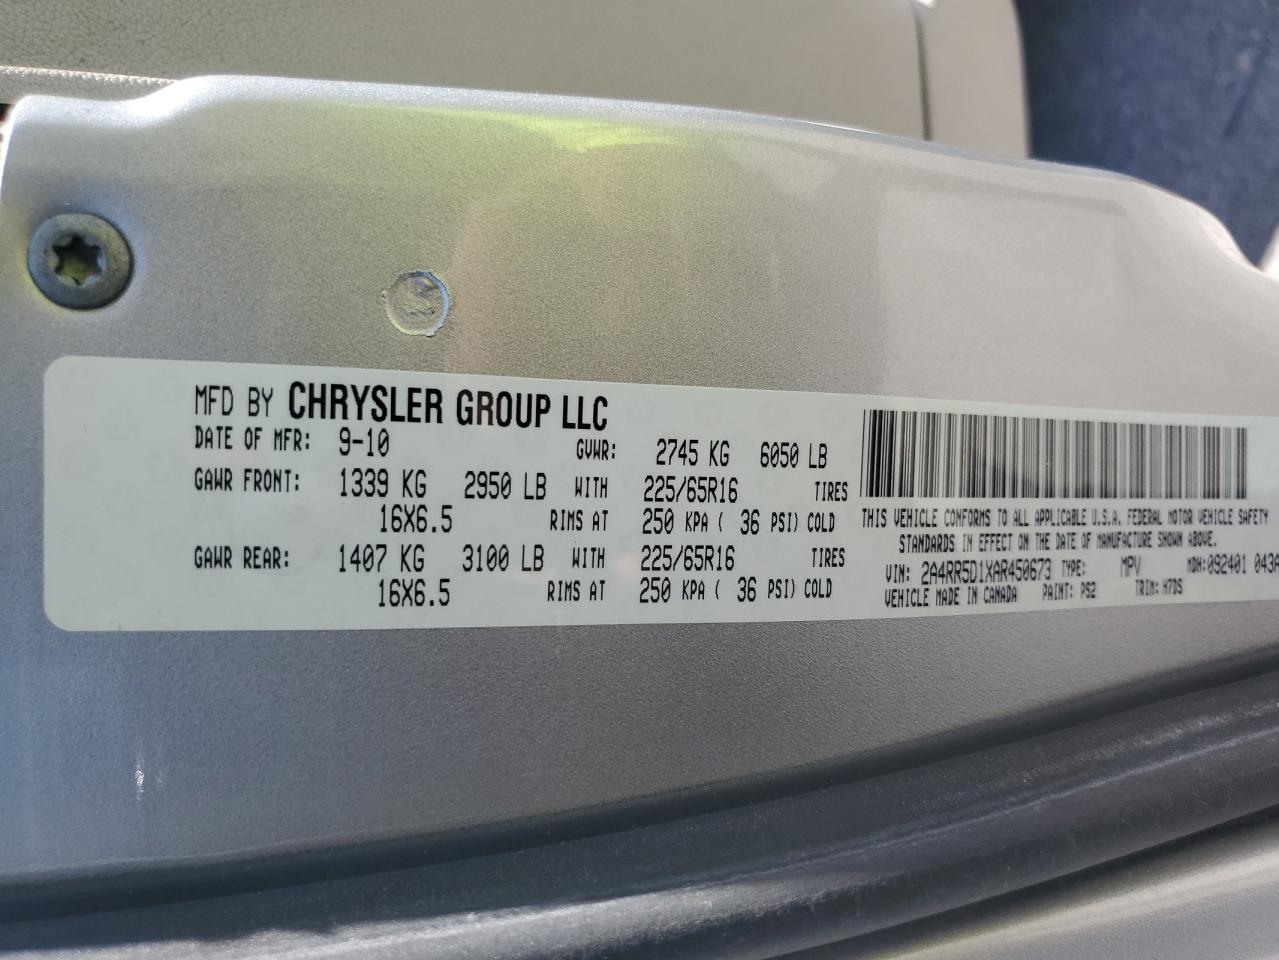 MFD BY CHRYSLER GROUP LLC
DATE OF MFR: 9-10 GVWR: 2745 KG 6050 LB
GAWR FRONT: 1339 KG 2950 LB WITH 225/65R16 TIRES
16X6.5 RIMS AT 250 KPA ( 36 PSI) COLD
GAWR REAR: 1407 KG 3100 LB WITH 225/65R16 TIRES
16X6.5 RIMS AT 250 KPA ( 36 PSI) COLD
THIS VEHICLE CONFORMS TO ALL APPLICABLE U.S.A. FEDERAL MOTOR VEHICLE SAFETY
STANDARDS IN EFFECT ON THE DATE OF MANUFACTURE SHOWN ABOVE.
VIN: 2A4RR5D1XAR450673 TYPE: MPV MDH:092401 043A
VEHICLE MADE IN CANADA PAINT: PS2 TRIM: H7DS